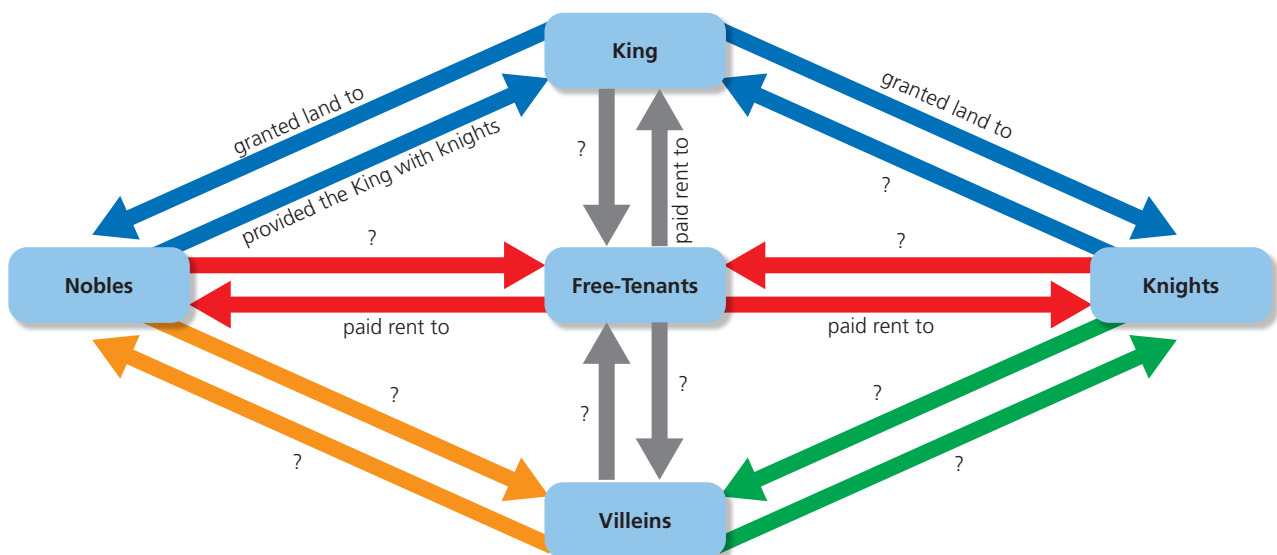 King
granted land to
granted land to
provided the King with knights
?
paid rent to
?
?
?
Nobles
Free-Tenants
Knights
paid rent to
paid rent to
?
?
?
?
?
?
Villeins